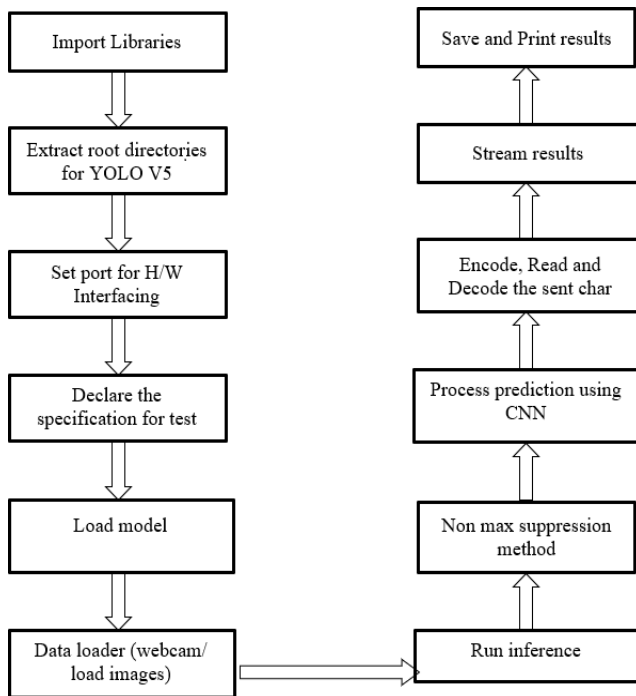 Import Libraries
Extract root directories
for YOLO V5
Set port for H/W
Interfacing
Declare the
specification for test
Load model
Data loader (webcam/
load images)
Run inference
Non max suppression
method
Process prediction using
CNN
Encode, Read and
Decode the sent char
Stream results
Save and Print results